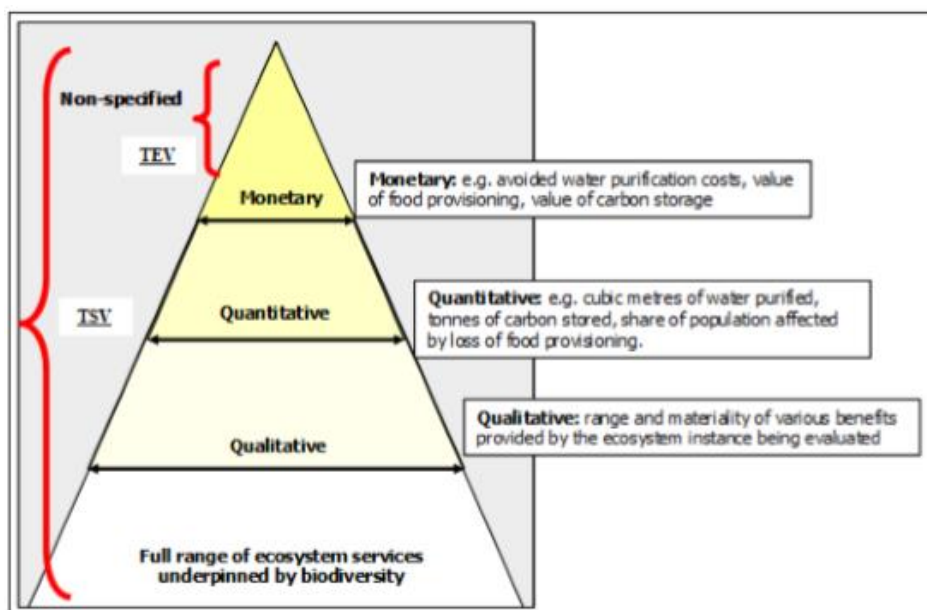 Non-specified
TEV
Monetary
Monetary: e.g. avoided water purification costs, value
of food provisioning, value of carbon storage
TSV
Quantitative
Quantitative: e.g. cubic metres of water purified,
tonnes of carbon stored, share of population affected
by loss of food provisioning.
Qualitative
Qualitative: range and materiality of various benefits
provided by the ecosystem instance being evaluated
Full range of ecosystem services
underpinned by biodiversity